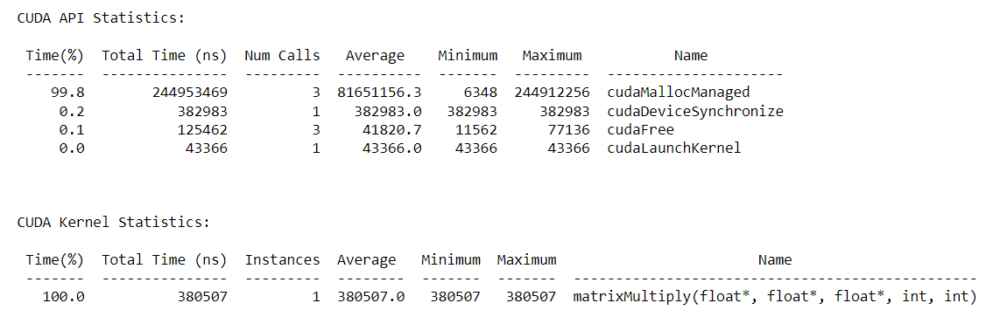 CUDA API Statistics:
Time(%) Total Time (ns) Num Calls Average Minimum Maximum Name
------- --------------- --------- ---------- ------- --------- ---------------------
99.8 244953469 3 81651156.3 6348 244912256 cudaMallocManaged
0.2 382983 1 382983.0 382983 382983 cudaDeviceSynchronize
0.1 125462 3 41820.7 11562 77136 cudaFree
0.0 43366 1 43366.0 43366 43366 cudaLaunchKernel
CUDA Kernel Statistics:
Time(%) Total Time (ns) Instances Average Minimum Maximum Name
------- --------------- --------- -------- ------- ------- ------------------------------------------------
100.0 380507 1 380507.0 380507 380507 matrixMultiply(float*, float*, float*, int, int)